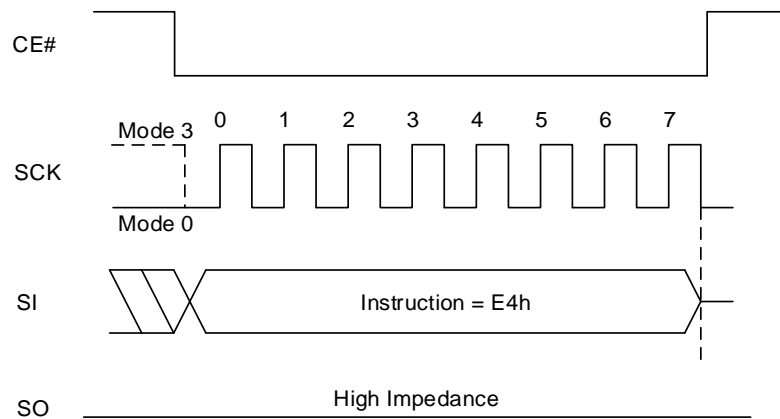 CE#
Mode 3
0 1 2 3 4 5 6 7
SCK
Mode 0
SI
Instruction = E4h
SO
High Impedance